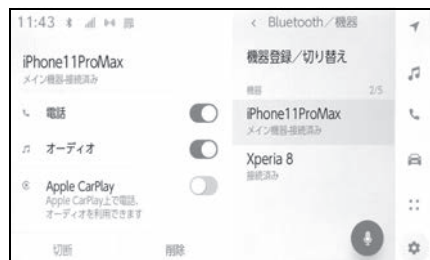 11:43
iPhone11ProMax
メイン機器-接続済み
電話
オーディオ
Apple CarPlay
Apple CarPlay上で電話、
オーディオを利用できます
切断 削除
< Bluetooth/機器
機器登録/切り替え
機器 2/5
iPhone11ProMax
メイン機器-接続済み
Xperia 8
接続済み